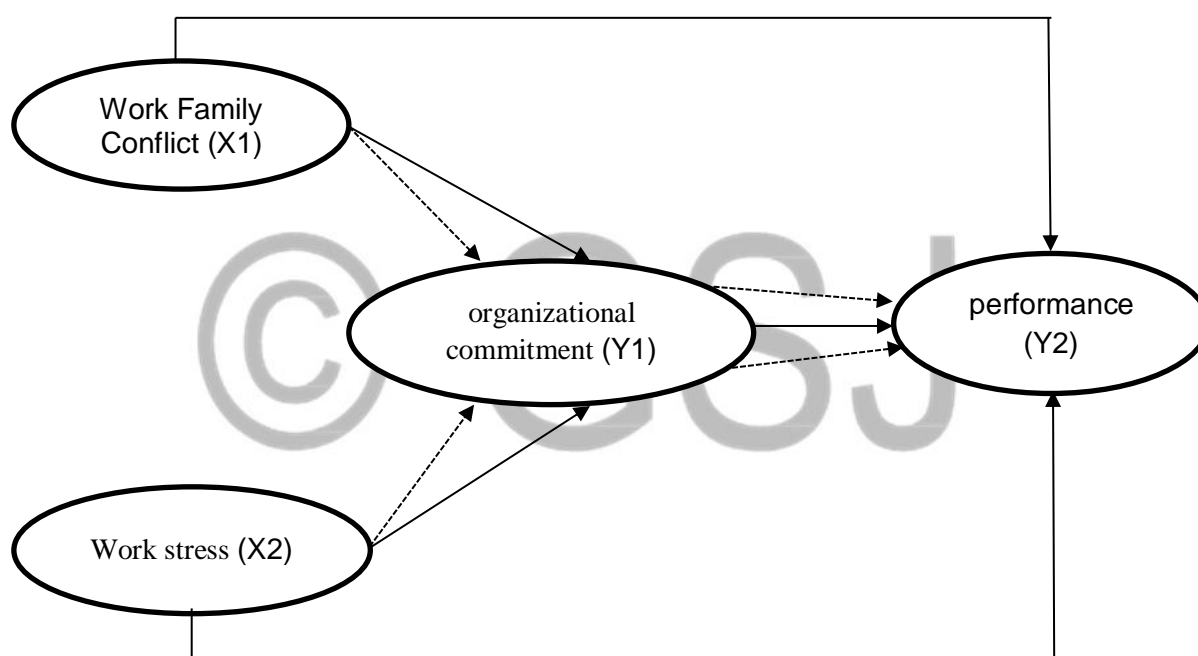 Work Family
Conflict (X1)
© GSJ
organizational
commitment (Y1)
performance
(Y2)
Work stress (X2)